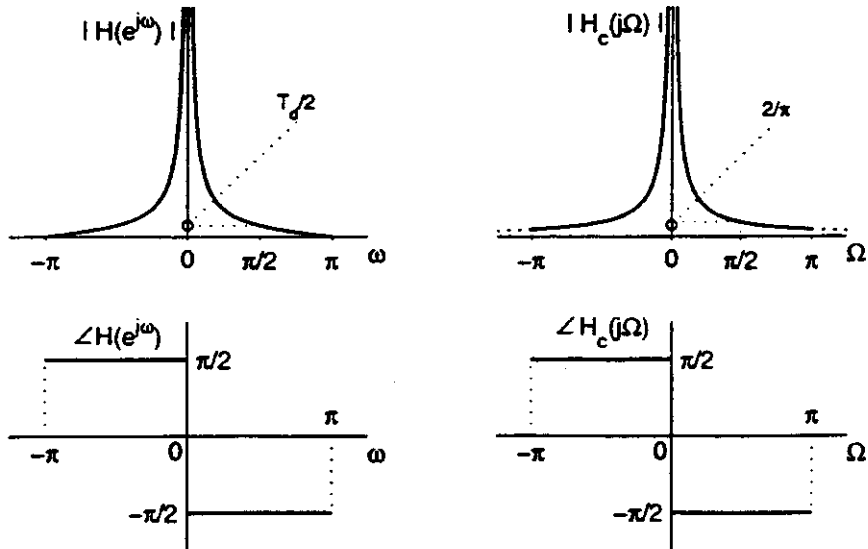 | H(e^jω) |
T_d/2
−π 0 π/2 π ω
| H_c(jΩ) |
2/π
−π 0 π/2 π Ω
∠H(e^jω)
π/2
π
−π 0 ω
−π/2
∠H_c(jΩ)
π/2
π
−π 0 Ω
−π/2